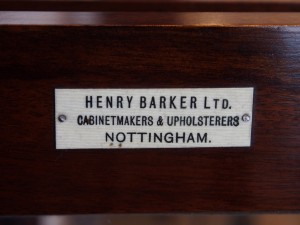 HENRY BARKER LTD.
CABINETMAKERS & UPHOLSTERERS
NOTTINGHAM.